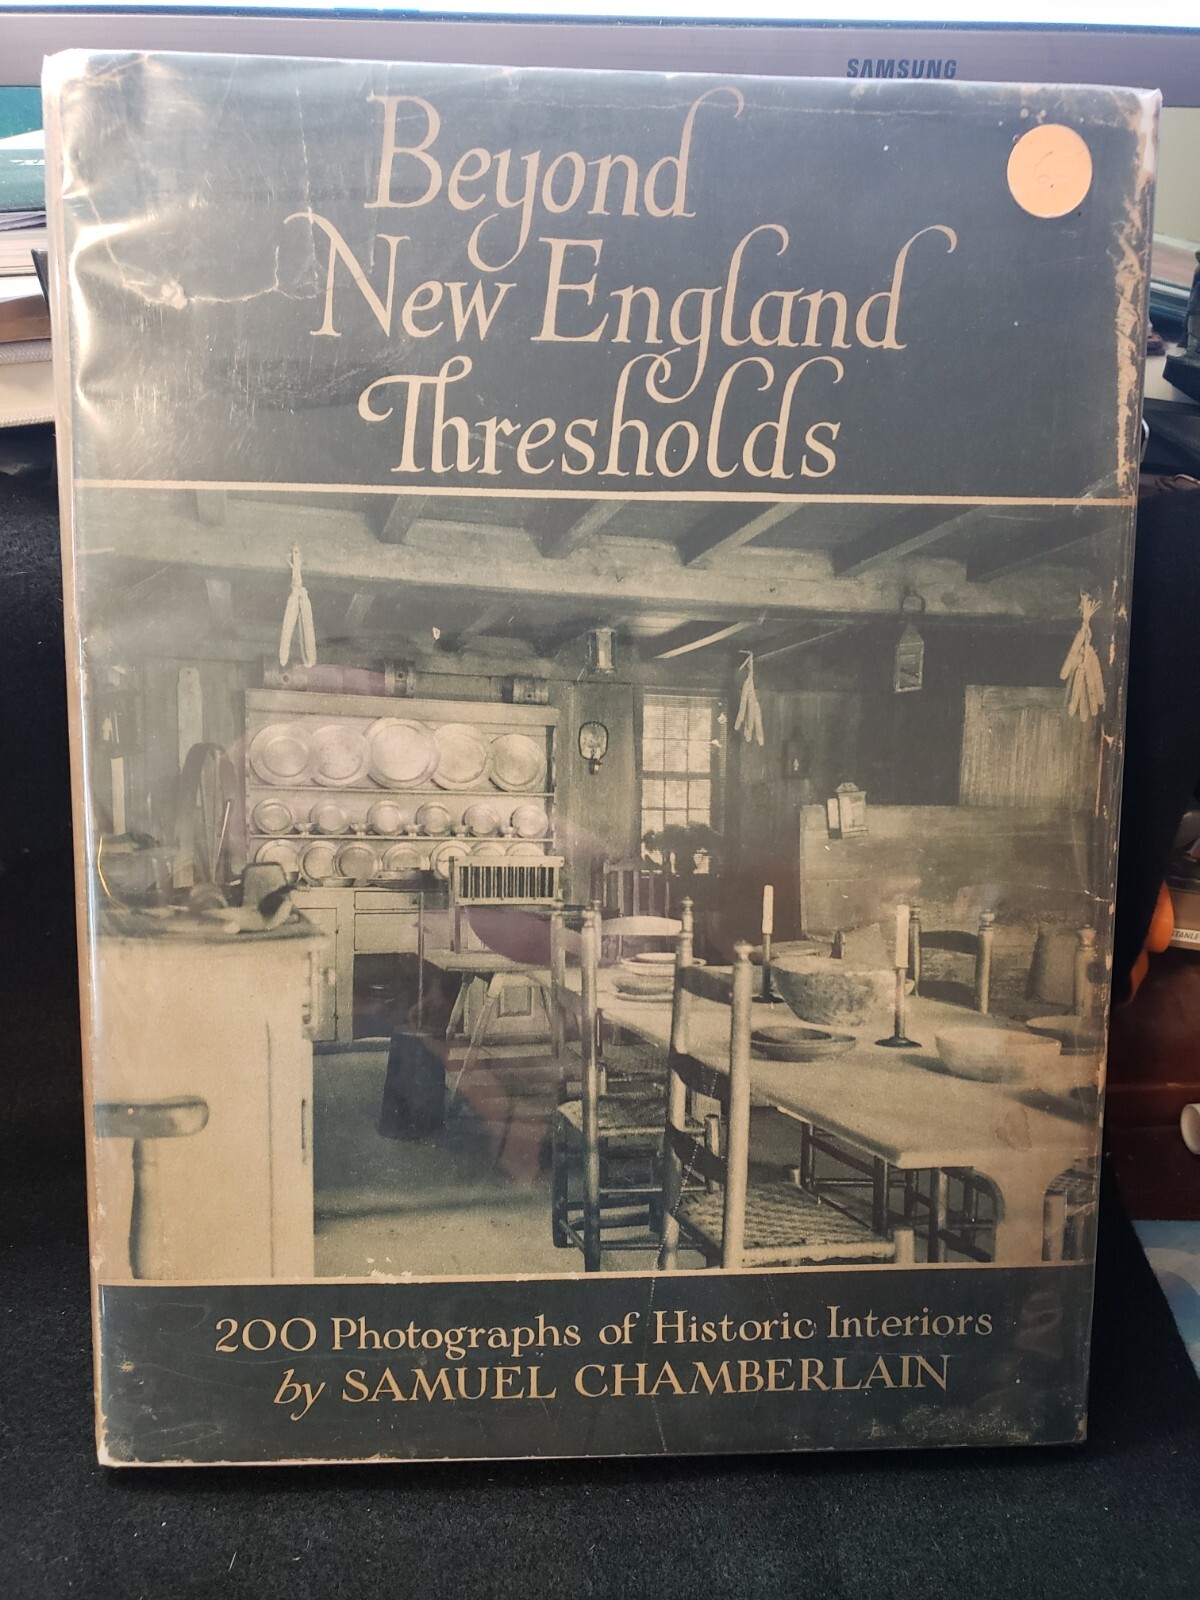 SAMSUNG
Beyond
New England
Thresholds
200 Photographs of Historic Interiors
by SAMUEL CHAMBERLAIN